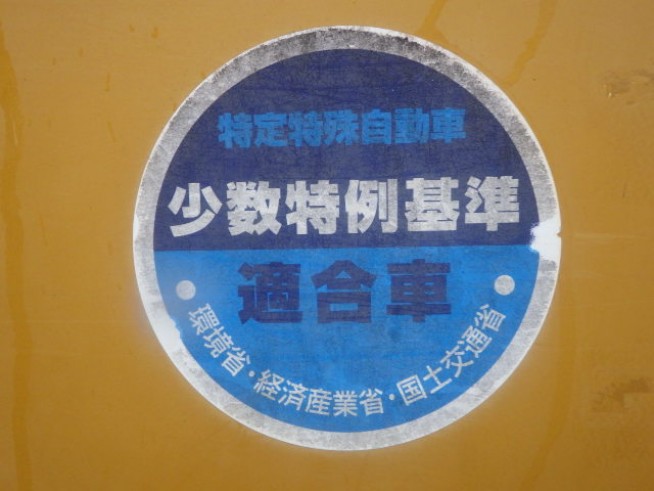 特定特殊自動車
少数特例基準
適合車
環境省・経済産業省・国土交通省